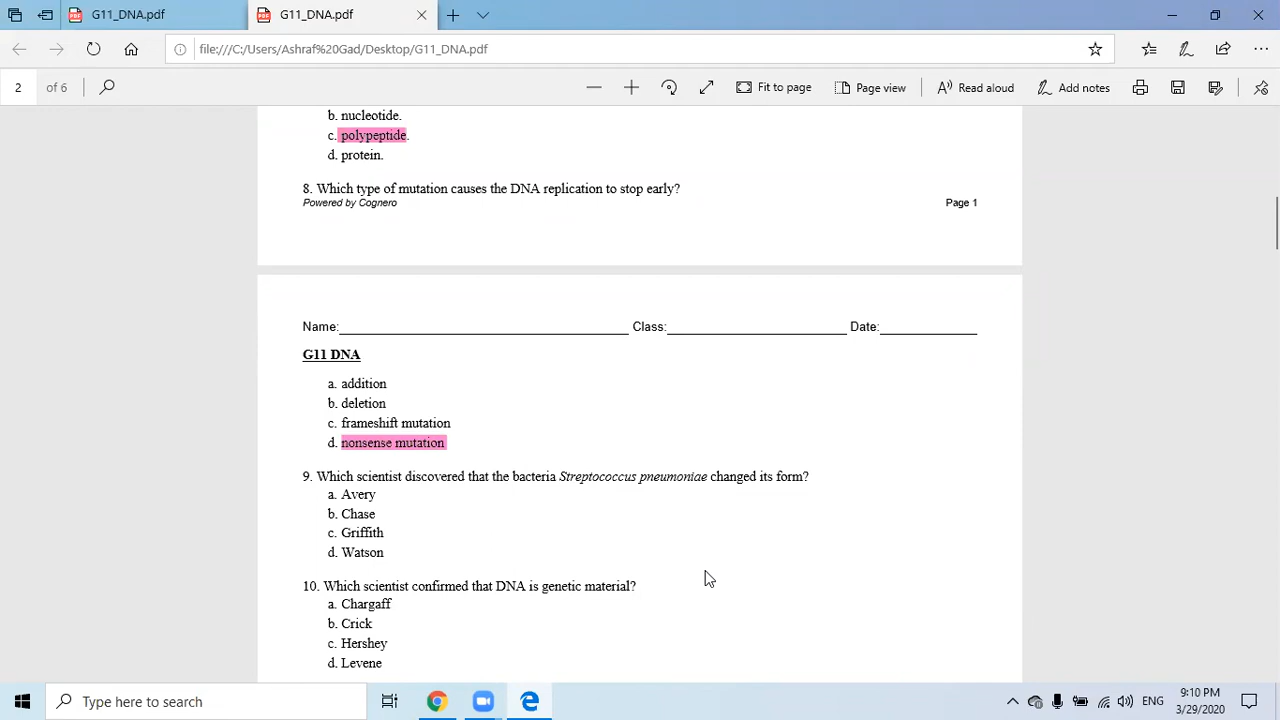 G11_DNA.pdf
G11_DNA.pdf
file:///C:/Users/Ashraf%20Gad/Desktop/G11_DNA.pdf
2 of 6
Fit to page
Page view
Read aloud
Add notes
b. nucleotide.
c. polypeptide.
d. protein.
8. Which type of mutation causes the DNA replication to stop early?
Powered by Cognero
Page 1
Name: Class: Date:
G11 DNA
a. addition
b. deletion
c. frameshift mutation
d. nonsense mutation
9. Which scientist discovered that the bacteria Streptococcus pneumoniae changed its form?
a. Avery
b. Chase
c. Griffith
d. Watson
10. Which scientist confirmed that DNA is genetic material?
a. Chargaff
b. Crick
c. Hershey
d. Levene
Type here to search
ENG
9:10 PM
3/29/2020